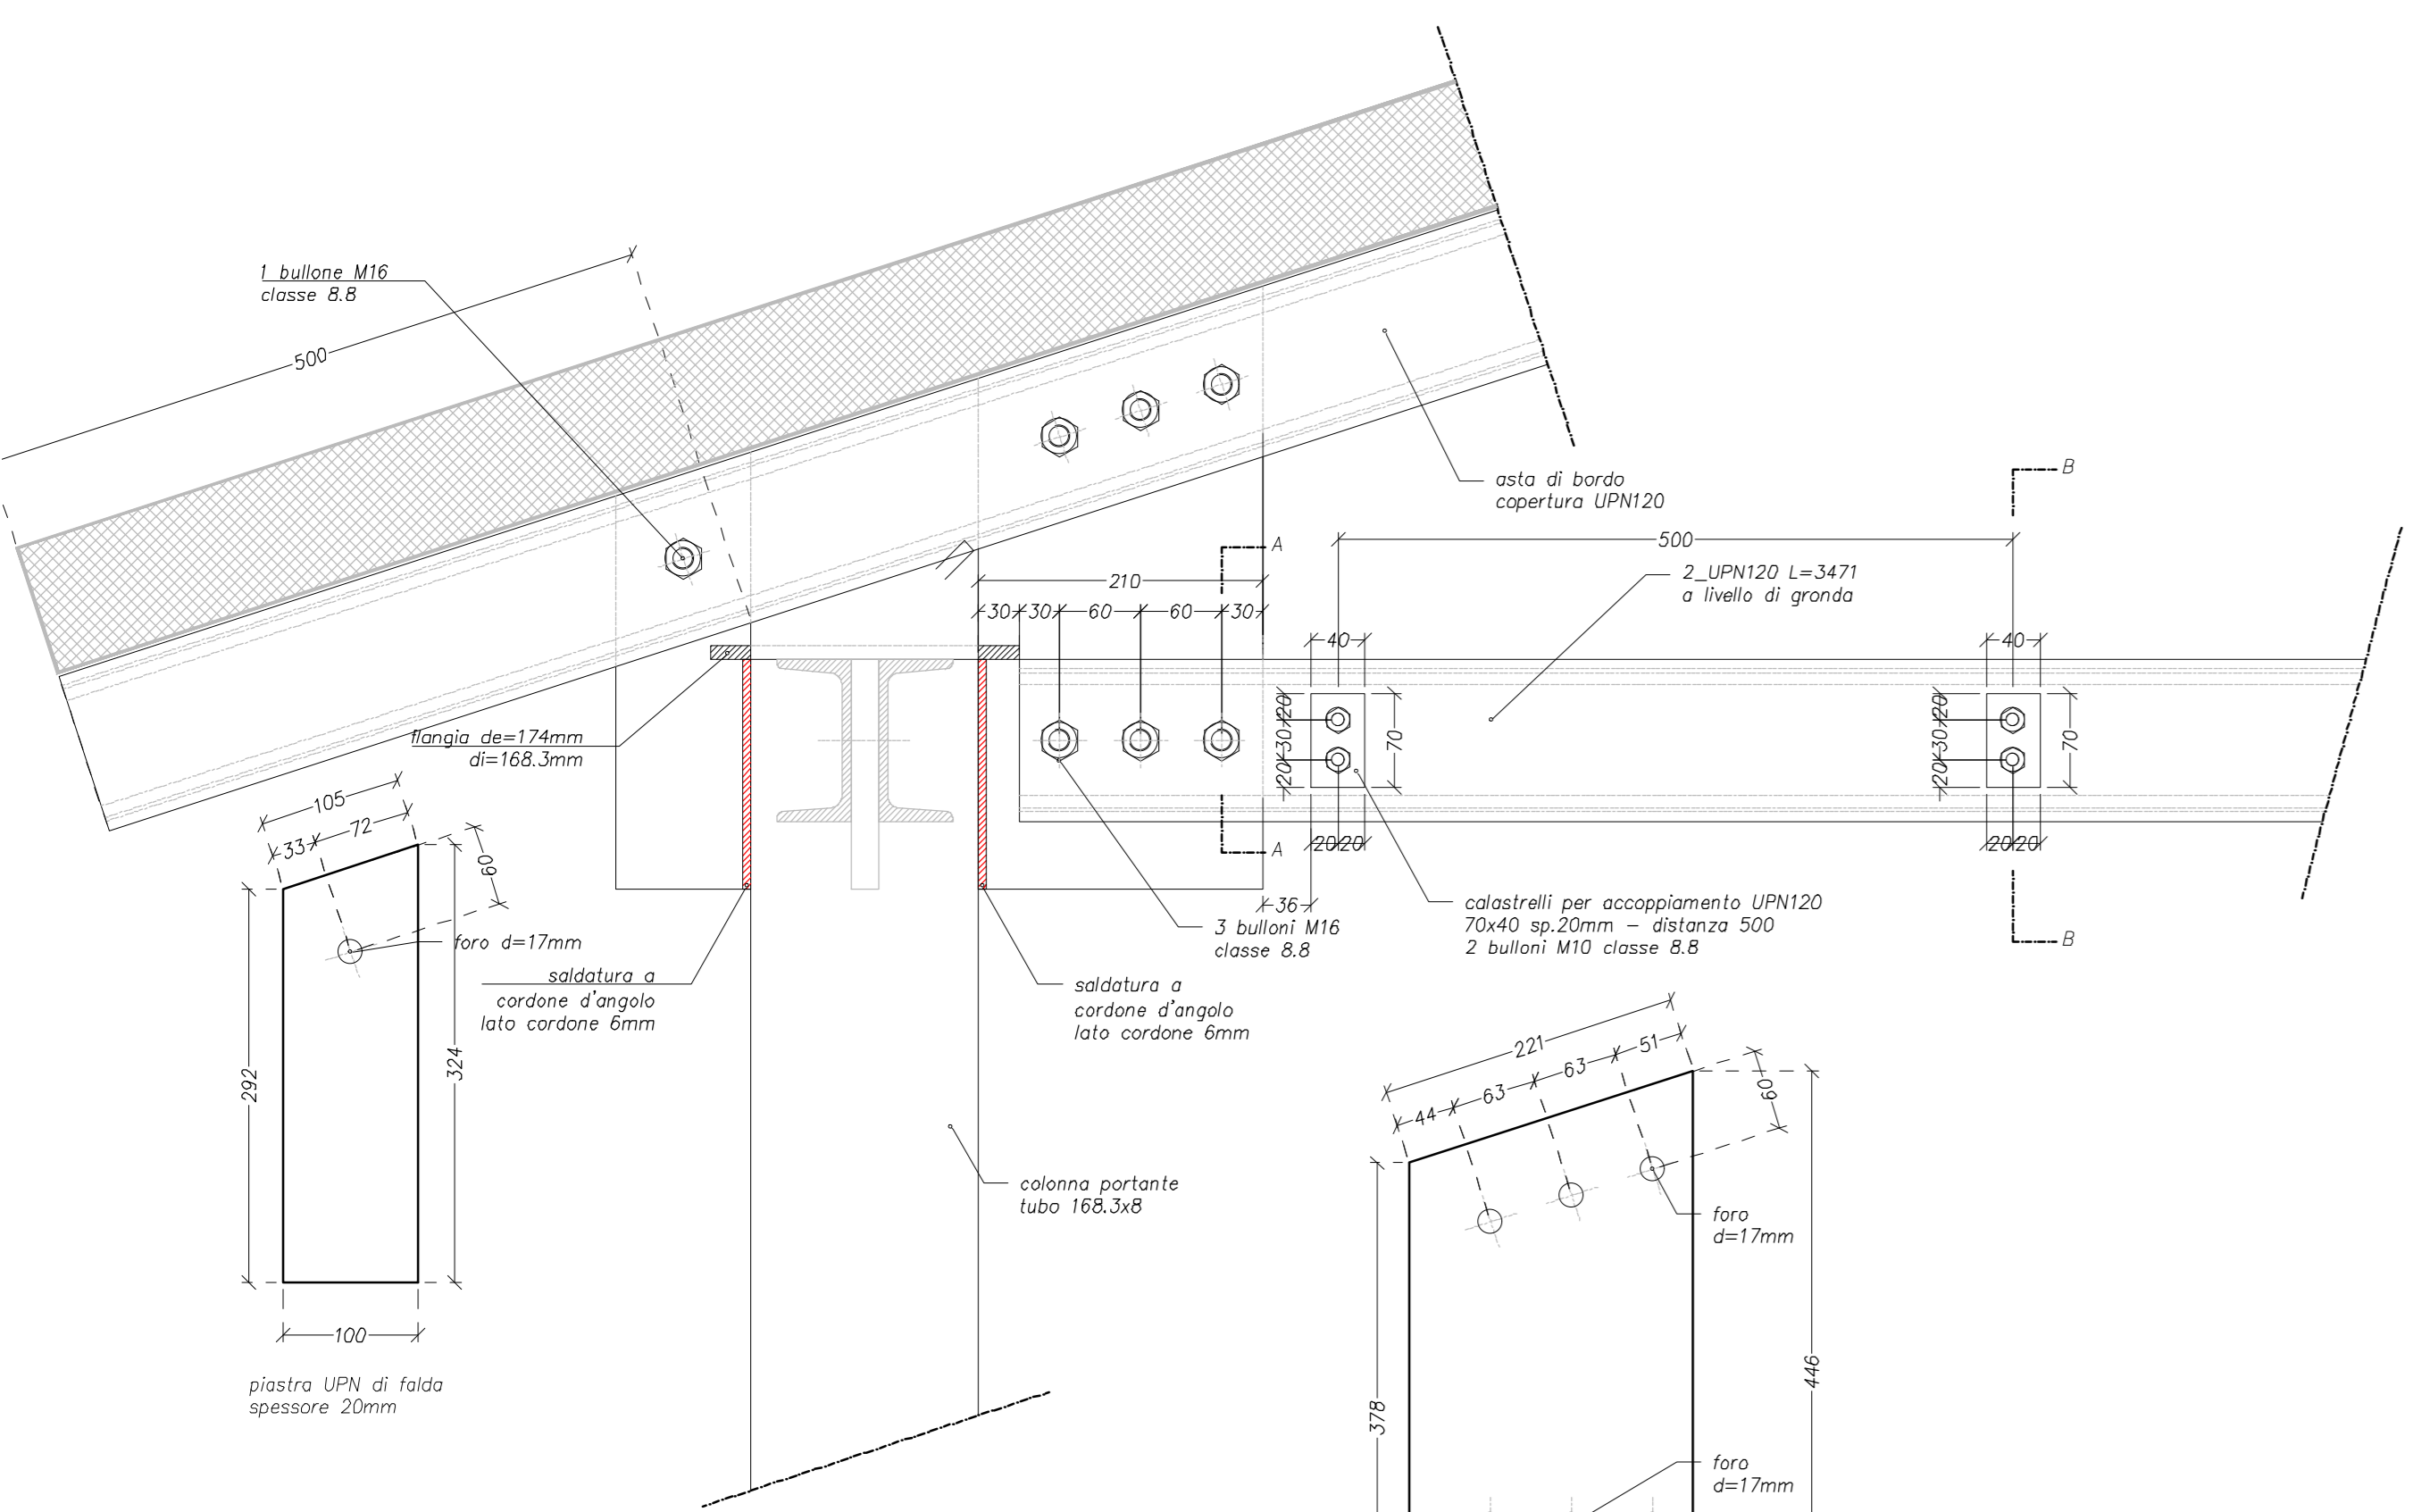 1 bullone M16
classe 8.8
500
asta di bordo
copertura UPN120
B
A
500
210
2_UPN120 L=3471
a livello di gronda
30 30 60 60 30
40
40
20
30
20
70
20
30
20
70
flangia de=174mm
di=168.3mm
105
33 72
60
A
20 20
20 20
36
3 bulloni M16
classe 8.8
calastrelli per accoppiamento UPN120
70x40 sp.20mm – distanza 500
2 bulloni M10 classe 8.8
B
foro d=17mm
saldatura a
cordone d'angolo
lato cordone 6mm
saldatura a
cordone d'angolo
lato cordone 6mm
292
324
100
piastra UPN di falda
spessore 20mm
colonna portante
tubo 168.3x8
221
44 63 63 51
60
foro
d=17mm
378
446
foro
d=17mm